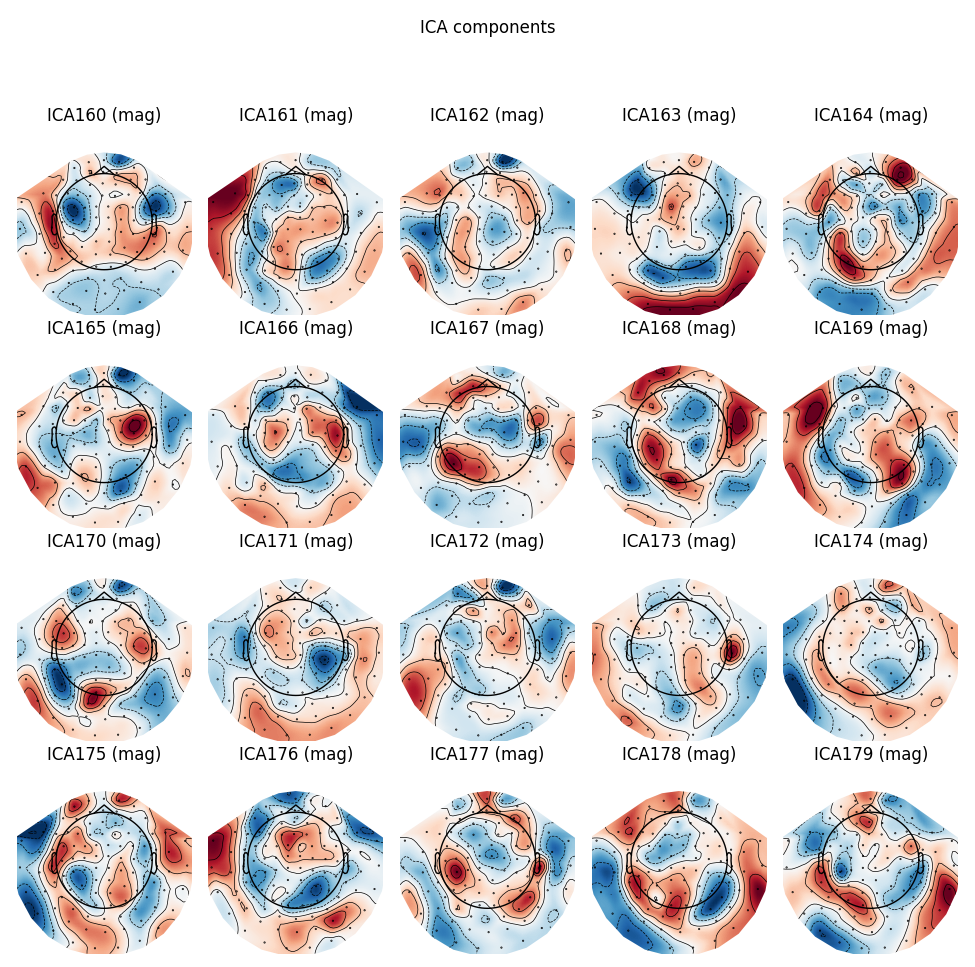 ICA components
ICA160 (mag) ICA161 (mag) ICA162 (mag) ICA163 (mag) ICA164 (mag)
ICA165 (mag) ICA166 (mag) ICA167 (mag) ICA168 (mag) ICA169 (mag)
ICA170 (mag) ICA171 (mag) ICA172 (mag) ICA173 (mag) ICA174 (mag)
ICA175 (mag) ICA176 (mag) ICA177 (mag) ICA178 (mag) ICA179 (mag)